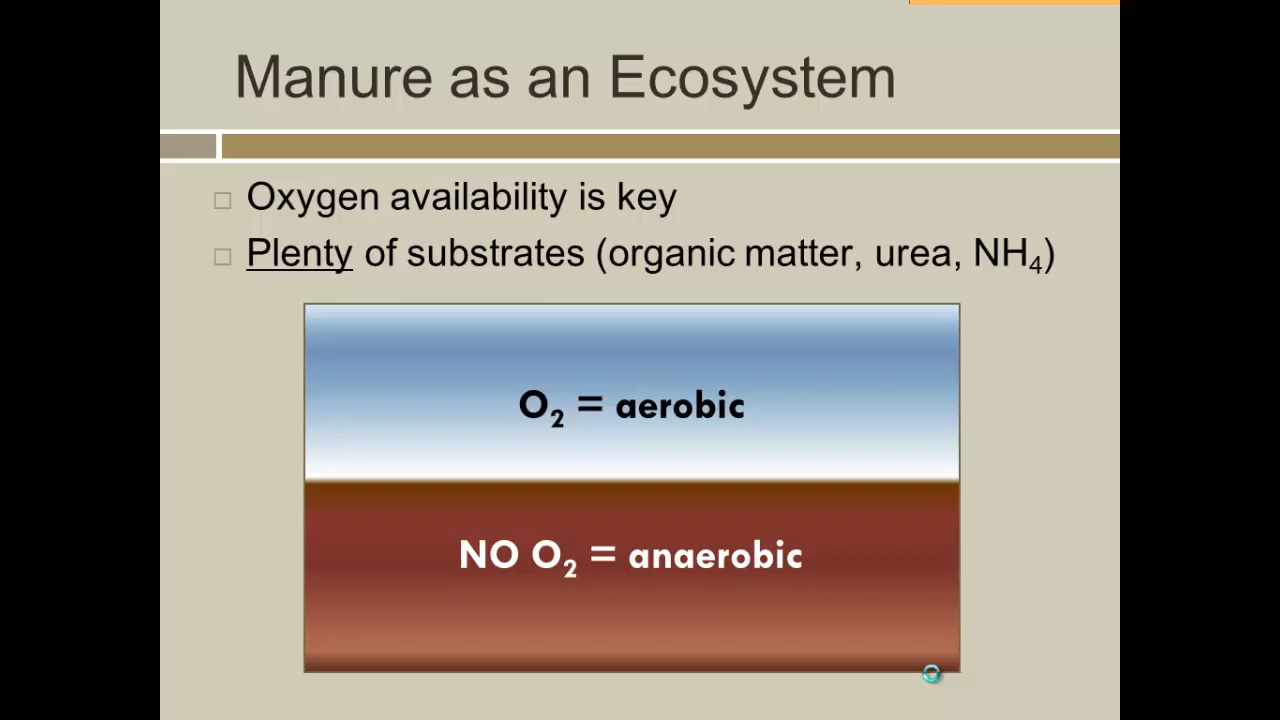 Manure as an Ecosystem
Oxygen availability is key
Plenty of substrates (organic matter, urea, NH₄)
O₂ = aerobic
NO O₂ = anaerobic